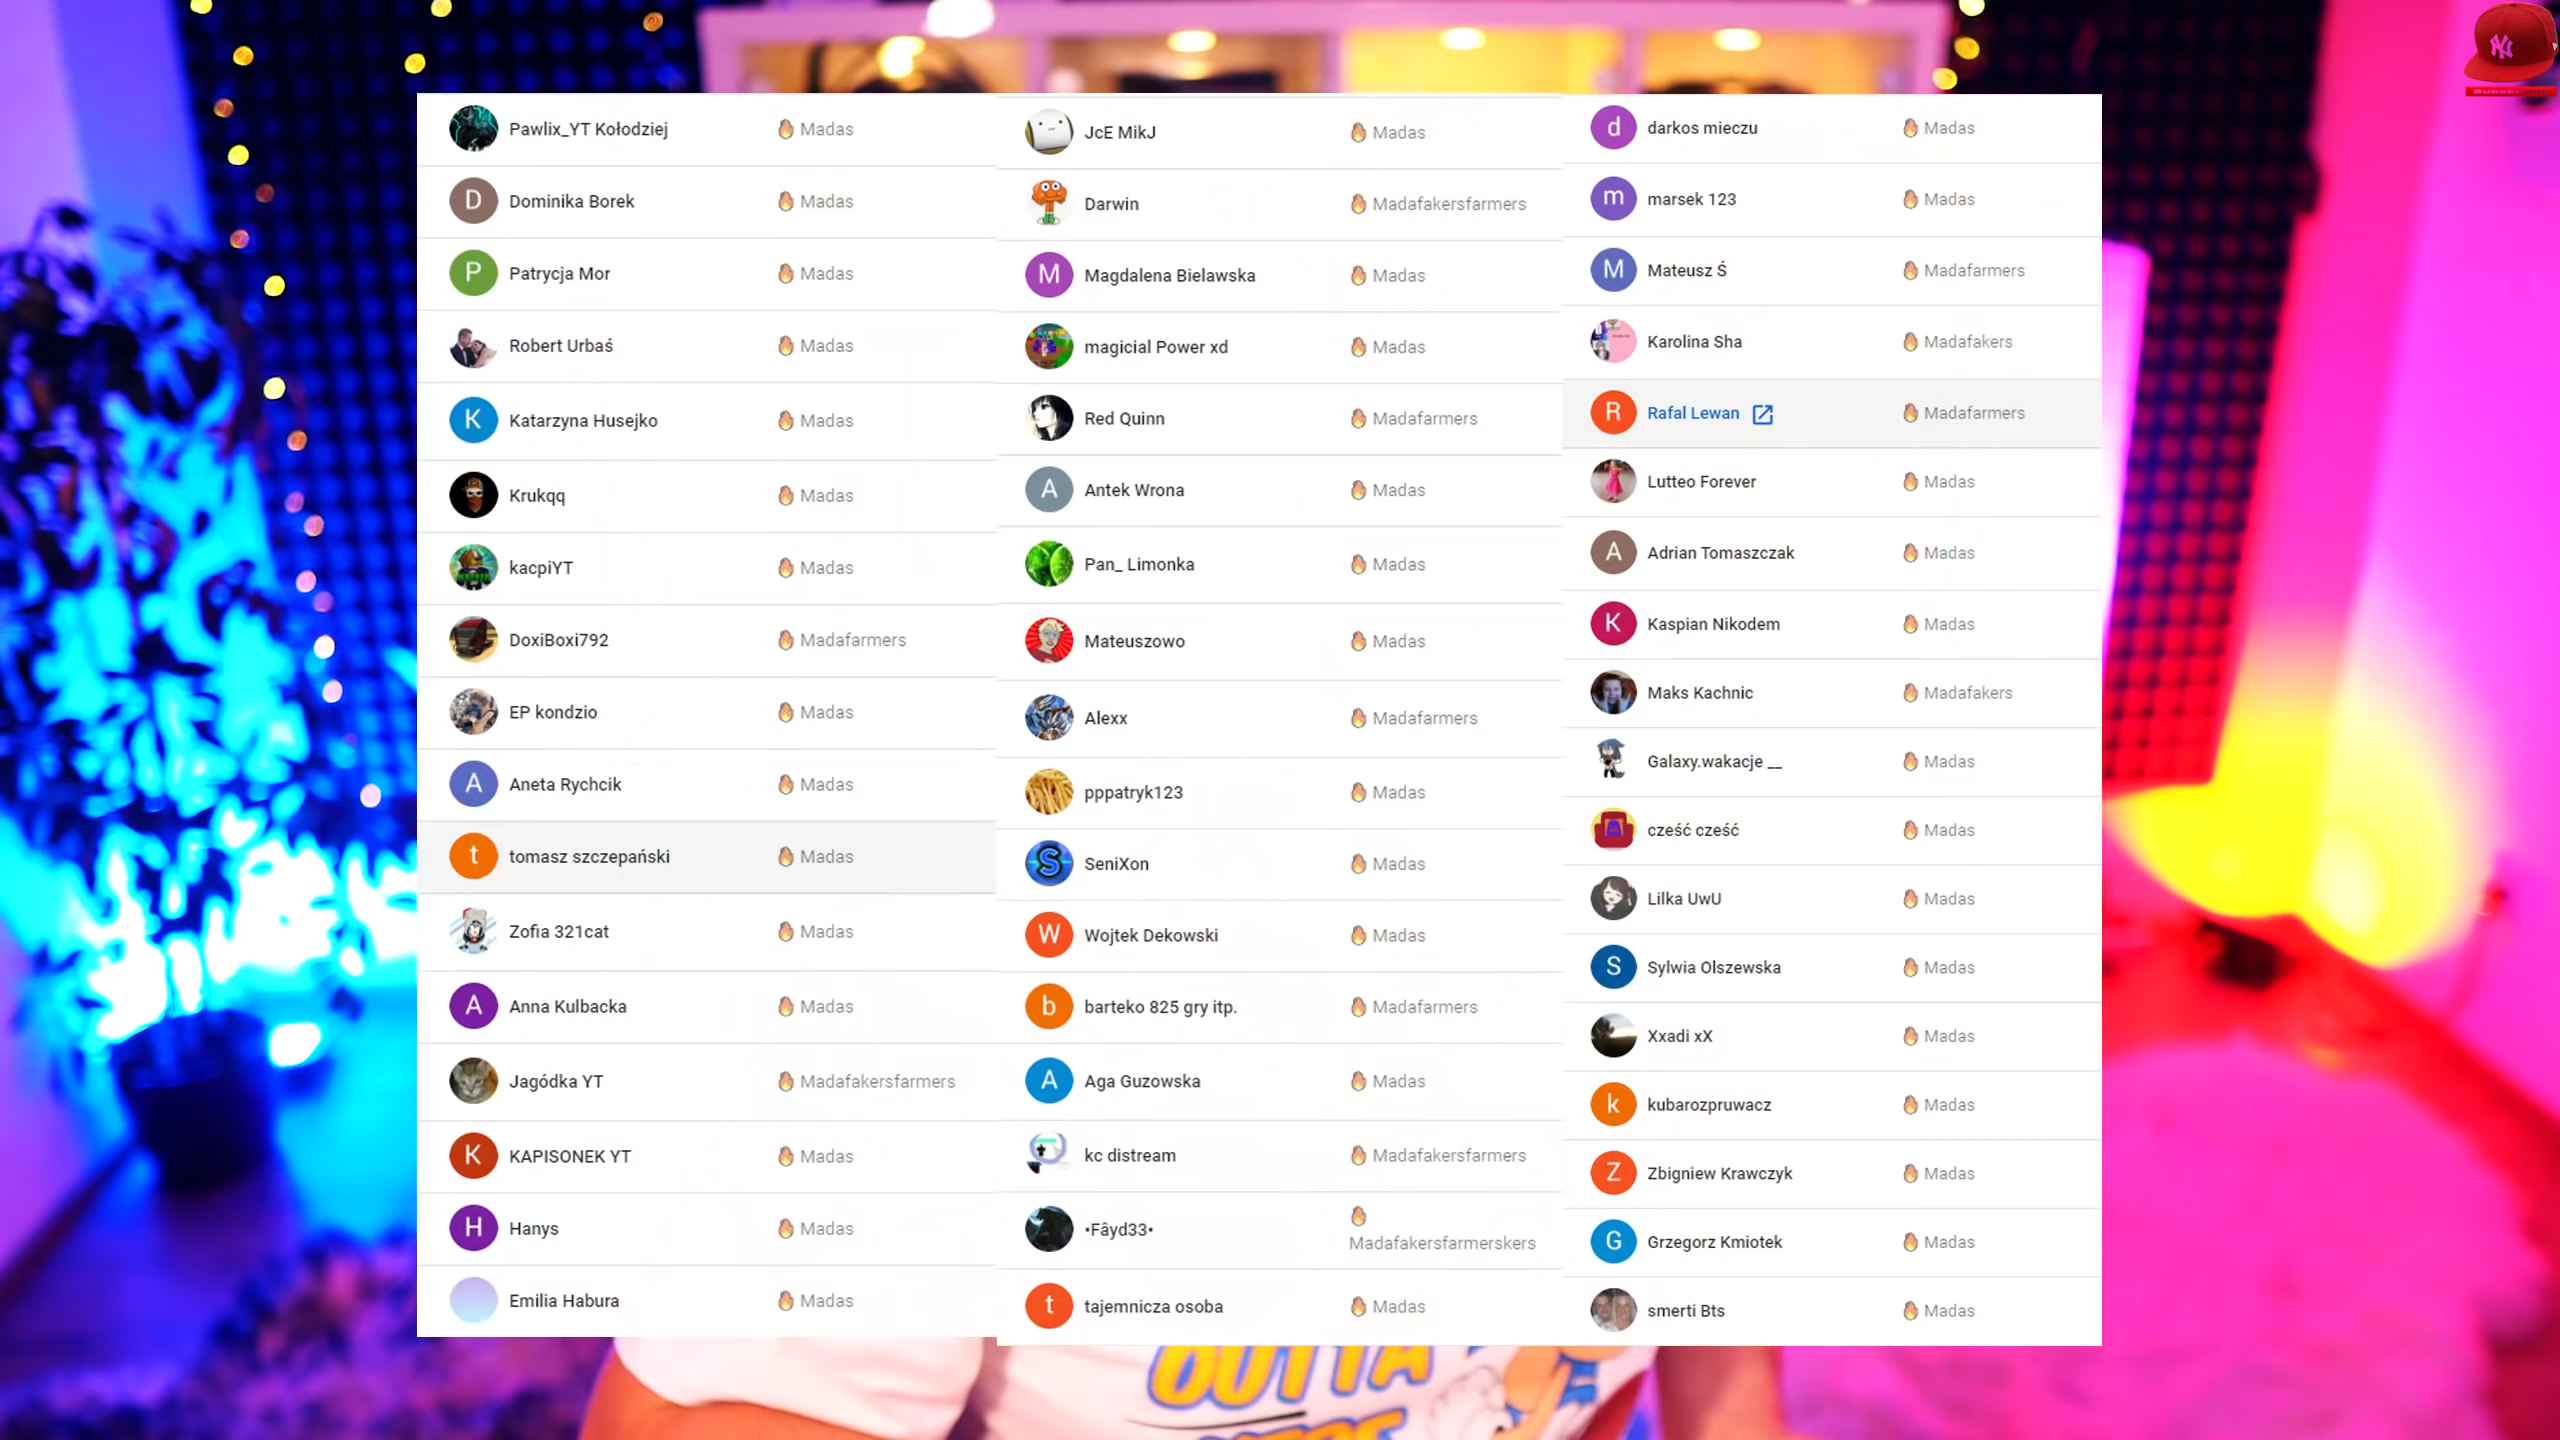 Pawlix_YT Kołodziej Madas
D Dominika Borek Madas
P Patrycja Mor Madas
Robert Urbaś Madas
K Katarzyna Husejko Madas
Krukqq Madas
kacpiYT Madas
DoxiBoxi792 Madafarmers
EP kondzio Madas
A Aneta Rychcik Madas
t tomasz szczepański Madas
Zofia 321cat Madas
A Anna Kulbacka Madas
Jagódka YT Madafakersfarmers
K KAPISONEK YT Madas
H Hanys Madas
Emilia Habura Madas
JcE MikJ Madas
Darwin Madafakersfarmers
M Magdalena Bielawska Madas
magicial Power xd Madas
Red Quinn Madafarmers
A Antek Wrona Madas
Pan_ Limonka Madas
Mateuszowo Madas
Alexx Madafarmers
pppatryk123 Madas
S SeniXon Madas
W Wojtek Dekowski Madas
b barteko 825 gry itp. Madafarmers
A Aga Guzowska Madas
kc distream Madafakersfarmers
•Fâyd33•
Madafakersfarmerskers
t tajemnicza osoba Madas
d darkos mieczu Madas
m marsek 123 Madas
M Mateusz Ś Madafarmers
Karolina Sha Madafakers
R Rafal Lewan Madafarmers
Lutteo Forever Madas
A Adrian Tomaszczak Madas
K Kaspian Nikodem Madas
Maks Kachnic Madafakers
Galaxy.wakacje __ Madas
cześć cześć Madas
Lilka UwU Madas
S Sylwia Olszewska Madas
Xxadi xX Madas
k kubarozpruwacz Madas
Z Zbigniew Krawczyk Madas
G Grzegorz Kmiotek Madas
smerti Bts Madas
NY
OUTTA